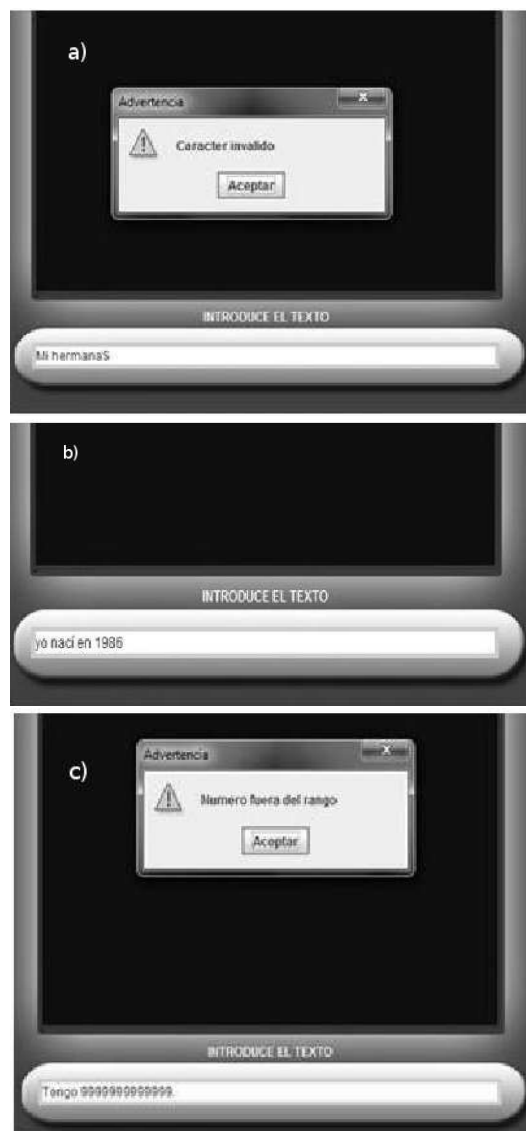 a)
Advertencia
x
Caracter invalido
Aceptar
INTRODUCE EL TEXTO
Mi hermana$
b)
INTRODUCE EL TEXTO
yo nací en 1986
c)
Advertencia
x
Numero fuera del rango
Aceptar
INTRODUCE EL TEXTO
Tengo 9999999999999.